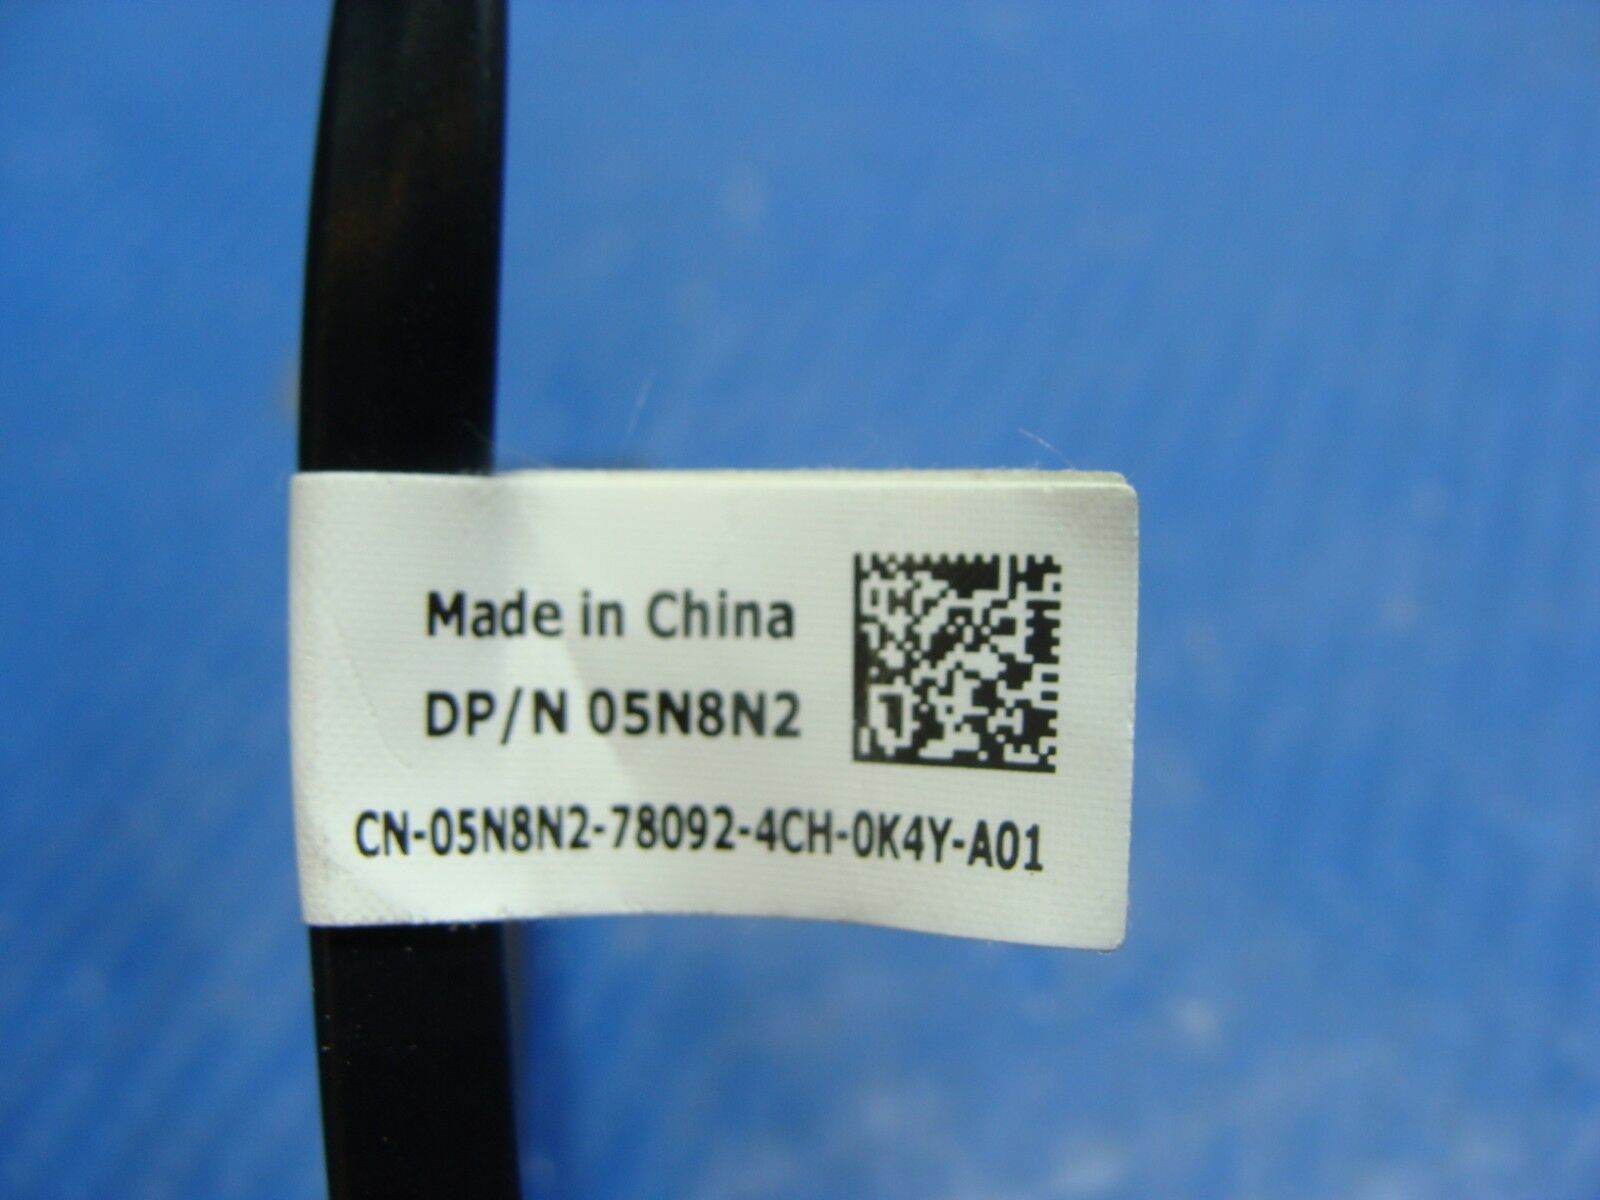 Made in China
DP/N 05N8N2
CN-05N8N2-78092-4CH-0K4Y-A01